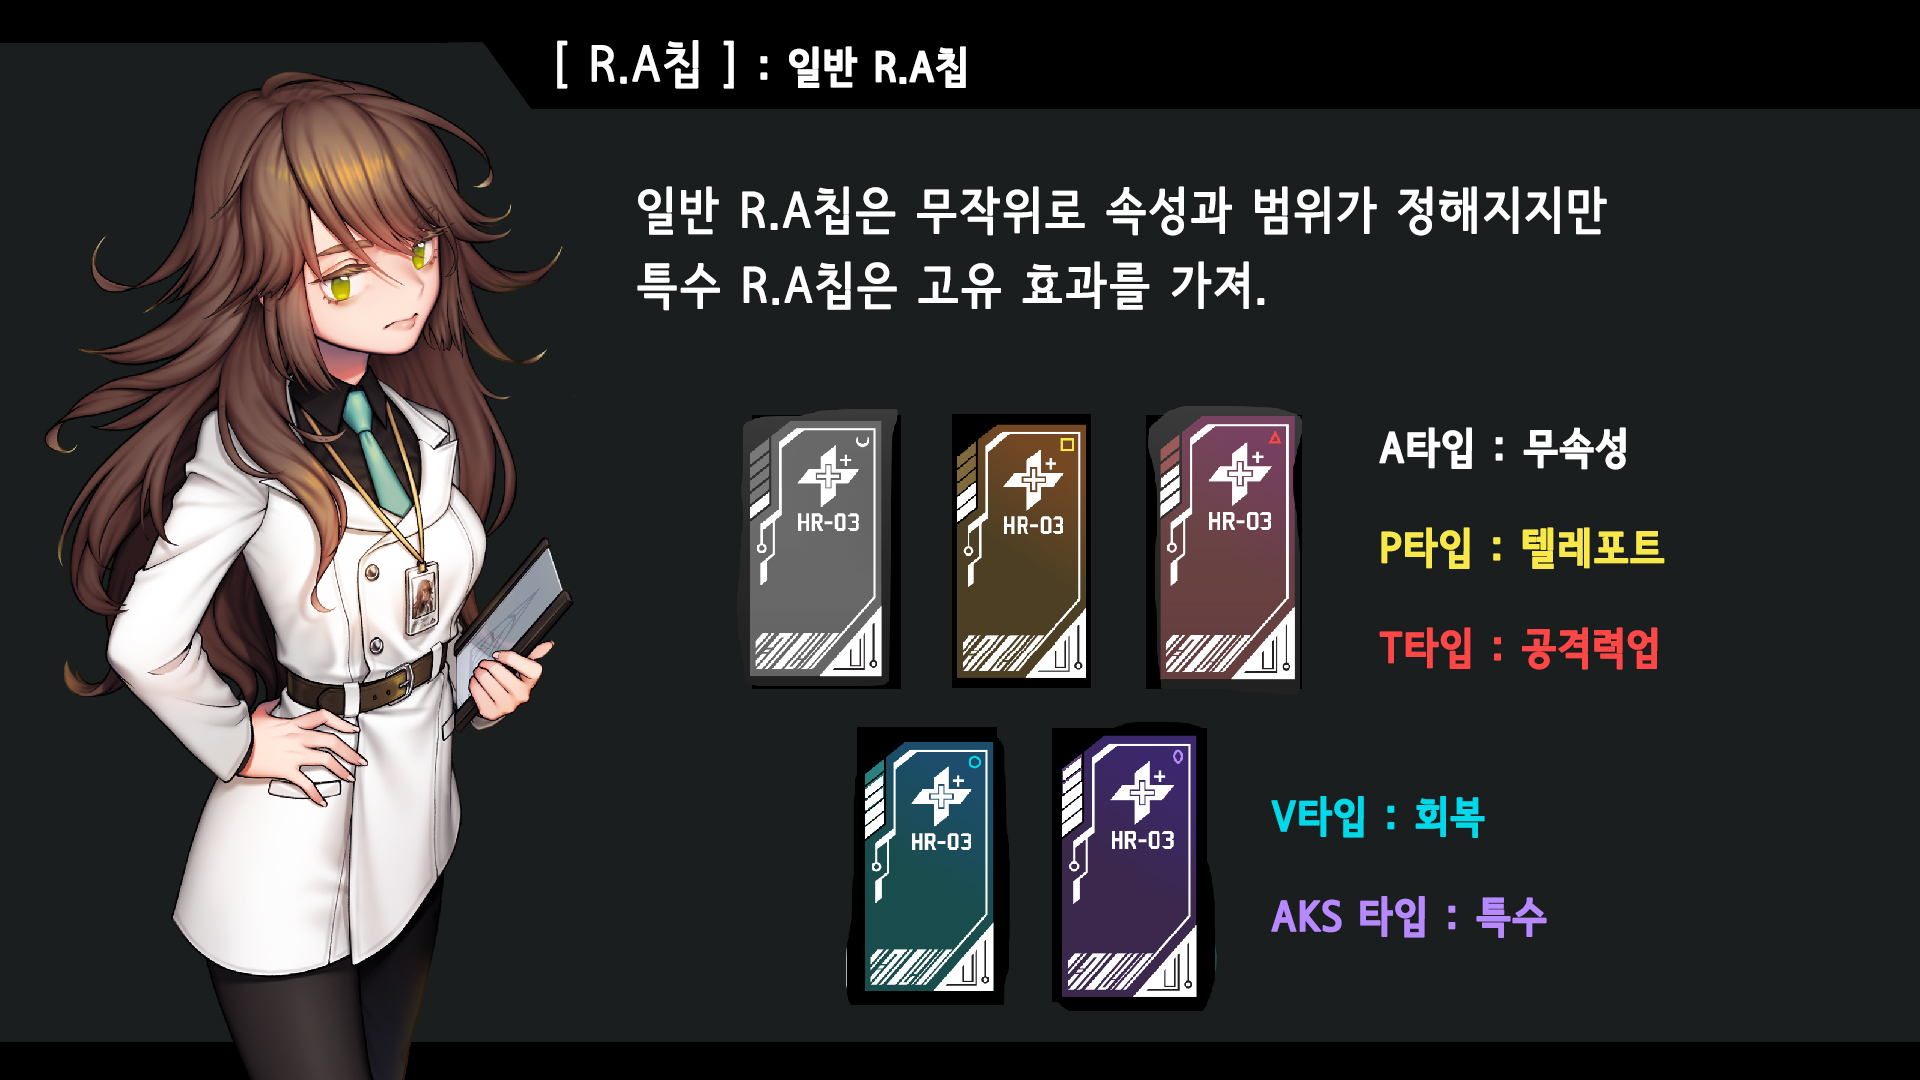 [ R.A칩 ] : 일반 R.A칩
일반 R.A칩은 무작위로 속성과 범위가 정해지지만
특수 R.A칩은 고유 효과를 가져.
HR-03
HR-03
HR-03
A타입 : 무속성
P타입 : 텔레포트
T타입 : 공격력업
HR-03
HR-03
V타입 : 회복
AKS 타입 : 특수